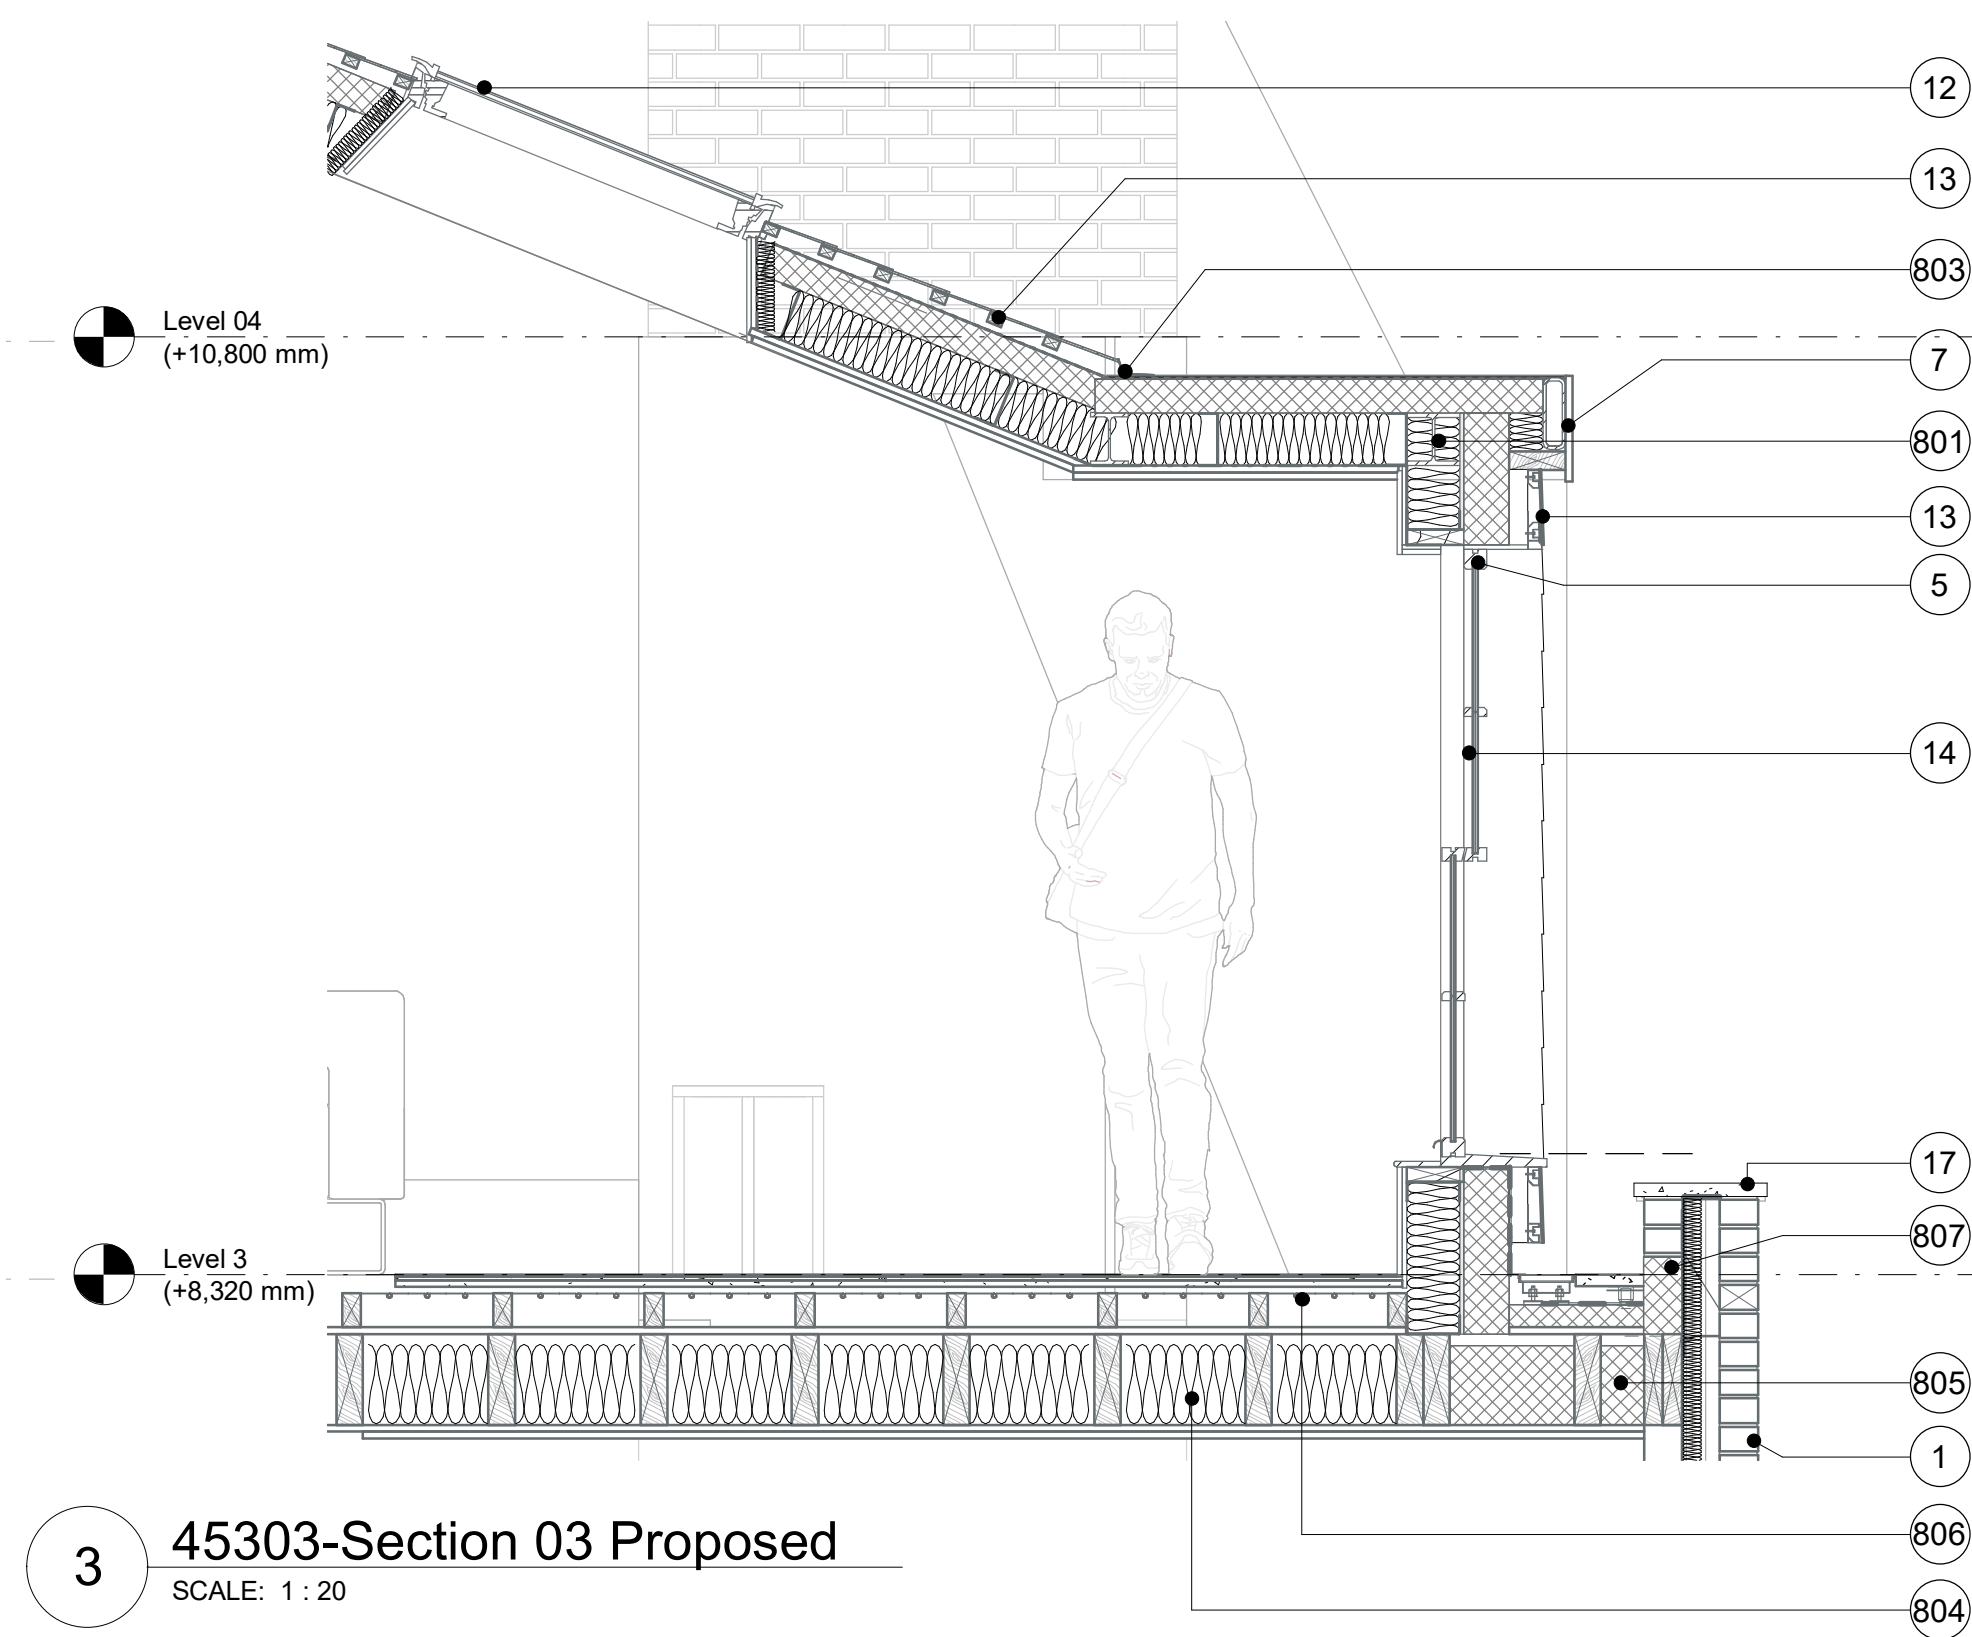 12
13
803
Level 04
(+10,800 mm)
7
801
13
5
14
17
807
Level 3
(+8,320 mm)
805
1
806
804
3
45303-Section 03 Proposed
SCALE: 1 : 20